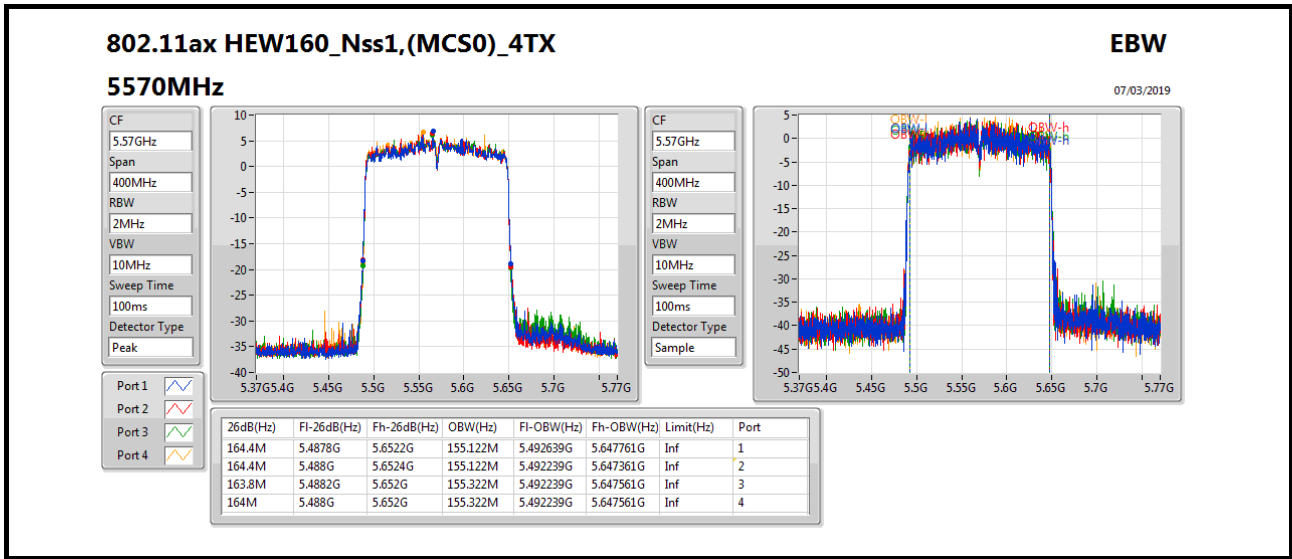 802.11ax HEW160_Nss1,(MCS0)_4TX EBW
5570MHz 07/03/2019
CF
5.57GHz
Span
400MHz
RBW
2MHz
VBW
10MHz
Sweep Time
100ms
Detector Type
Peak
10
5
0
-5
-10
-15
-20
-25
-30
-35
-40
5.37G 5.4G 5.45G 5.5G 5.55G 5.6G 5.65G 5.7G 5.77G
CF
5.57GHz
Span
400MHz
RBW
2MHz
VBW
10MHz
Sweep Time
100ms
Detector Type
Sample
5
0
-5
-10
-15
-20
-25
-30
-35
-40
-45
-50
OBW-l
OBW-h
5.37G 5.4G 5.45G 5.5G 5.55G 5.6G 5.65G 5.7G 5.77G
Port 1
Port 2
Port 3
Port 4
26dB(Hz) Fl-26dB(Hz) Fh-26dB(Hz) OBW(Hz) Fl-OBW(Hz) Fh-OBW(Hz) Limit(Hz) Port
164.4M 5.4878G 5.6522G 155.122M 5.492639G 5.647761G Inf 1
164.4M 5.488G 5.6524G 155.122M 5.492239G 5.647361G Inf 2
163.8M 5.4882G 5.652G 155.322M 5.492239G 5.647561G Inf 3
164M 5.488G 5.652G 155.322M 5.492239G 5.647561G Inf 4